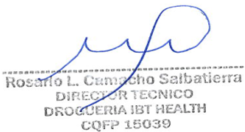 Rosario L. Camacho Salbatierra
DIRECTOR TECNICO
DROGUERIA IBT HEALTH
CQFP 15039